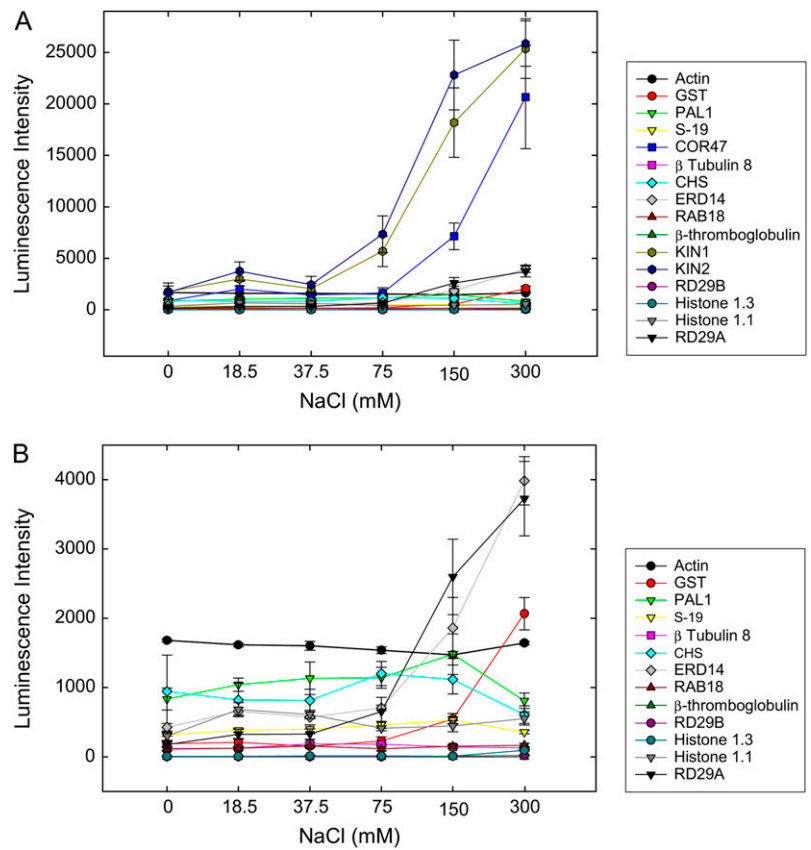 A
Luminescence Intensity
25000
20000
15000
10000
5000
0
0 18.5 37.5 75 150 300
NaCl (mM)
Actin
GST
PAL1
S-19
COR47
β Tubulin 8
CHS
ERD14
RAB18
β-thromboglobulin
KIN1
KIN2
RD29B
Histone 1.3
Histone 1.1
RD29A
B
Luminescence Intensity
4000
3000
2000
1000
0
0 18.5 37.5 75 150 300
NaCl (mM)
Actin
GST
PAL1
S-19
β Tubulin 8
CHS
ERD14
RAB18
β-thromboglobulin
RD29B
Histone 1.3
Histone 1.1
RD29A